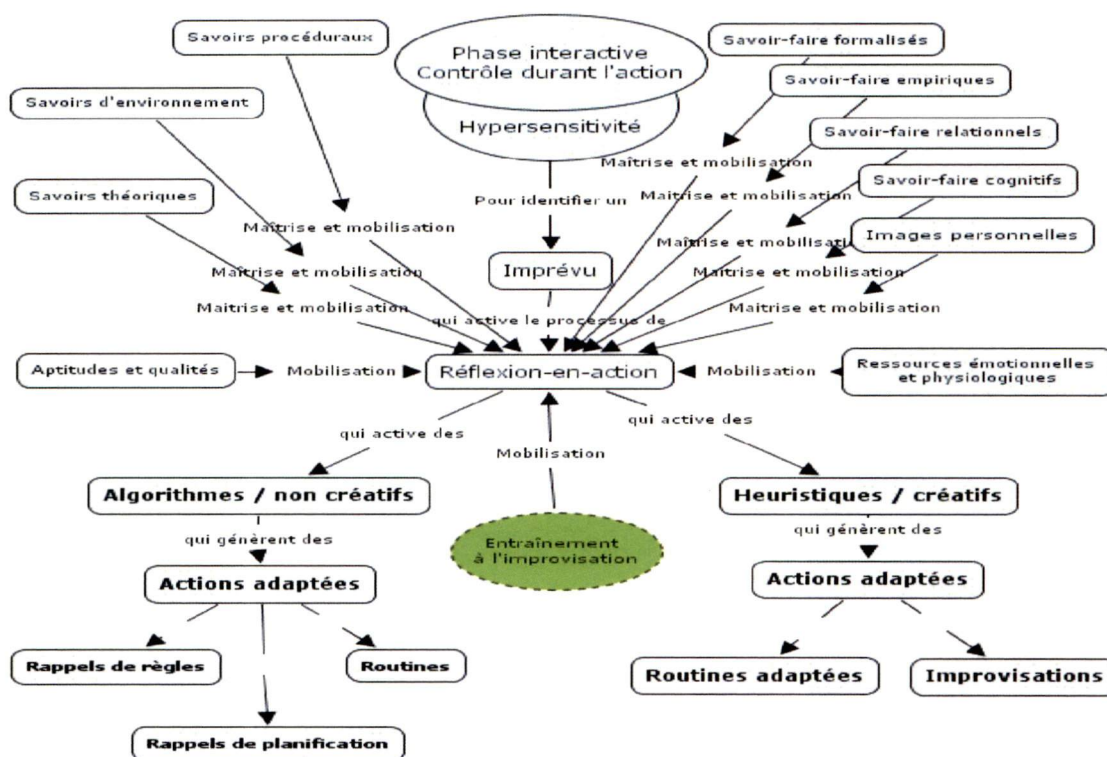 Savoirs procéduraux
Phase interactive
Contrôle durant l'action
Savoir-faire formalisés
Savoir-faire empiriques
Savoirs d'environnement
Hypersensitivité
Savoir-faire relationnels
Maîtrise et mobilisation
Savoir-faire cognitifs
Savoirs théoriques
Pour identifier un
Maitrise et mobilisation
Maîtrise et mobilisation
Maîtrise et mobilisation
Images personnelles
Imprévu
Maîtrise et mobilisation
Maîtrise et mobilisation
Maitrise et mobilisation
Maitrise et mobilisation
qui active le processus de
Aptitudes et qualités
Mobilisation
Réflexion-en-action
Mobilisation
Ressources émotionnelles
et physiologiques
qui active des
qui active des
Mobilisation
Algorithmes / non créatifs
Heuristiques / créatifs
qui génèrent des
qui génèrent des
Entraînement
à l'improvisation
Actions adaptées
Actions adaptées
Rappels de règles
Routines
Routines adaptées
Improvisations
Rappels de planification